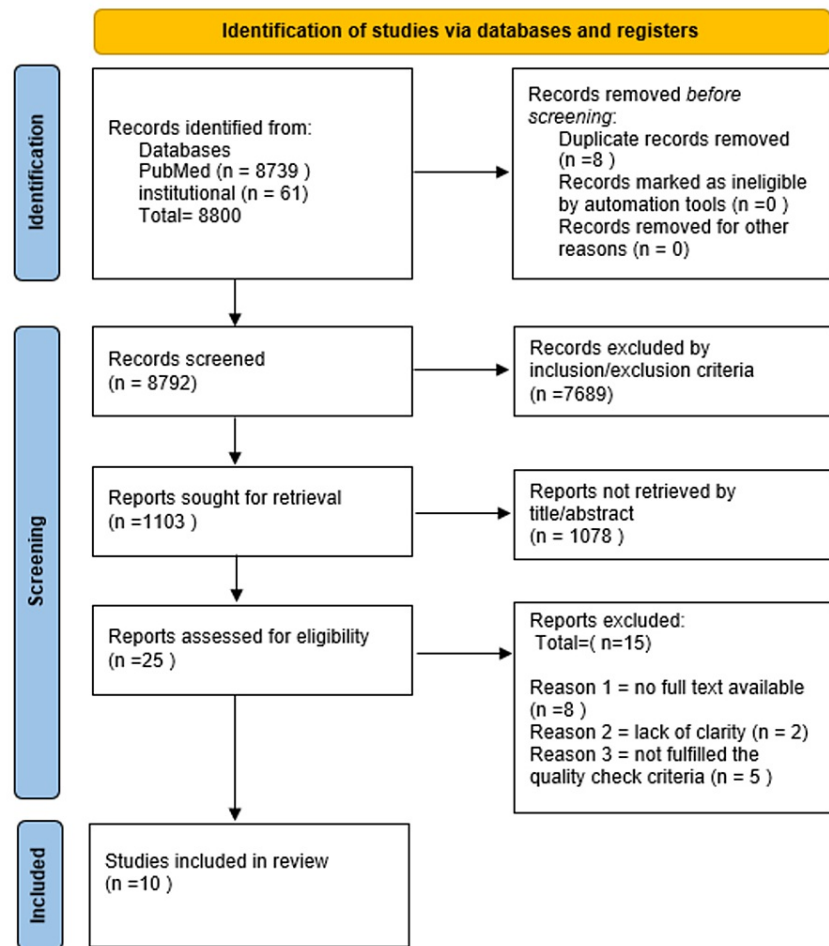 Identification of studies via databases and registers
Identification
Records identified from:
Databases
PubMed (n = 8739 )
institutional (n = 61)
Total= 8800
Records removed before
screening:
Duplicate records removed
(n =8 )
Records marked as ineligible
by automation tools (n =0 )
Records removed for other
reasons (n = 0)
Screening
Records screened
(n = 8792)
Records excluded by
inclusion/exclusion criteria
(n =7689)
Reports sought for retrieval
(n =1103 )
Reports not retrieved by
title/abstract
(n = 1078 )
Reports assessed for eligibility
(n =25 )
Reports excluded:
Total=( n=15)
Reason 1 = no full text available
(n =8 )
Reason 2 = lack of clarity (n = 2)
Reason 3 = not fulfilled the
quality check criteria (n = 5 )
Included
Studies included in review
(n =10 )